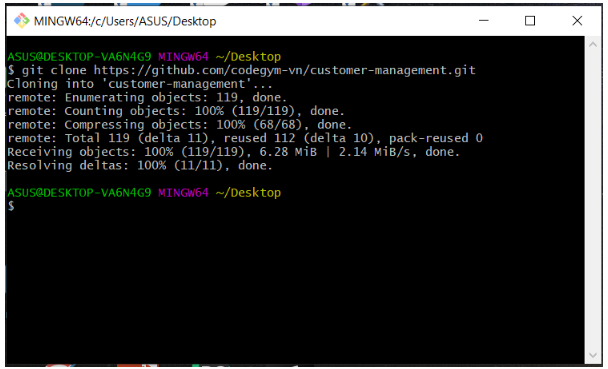 MINGW64:/c/Users/ASUS/Desktop
ASUS@DESKTOP-VA6N4G9 MINGW64 ~/Desktop
$ git clone https://github.com/codegym-vn/customer-management.git
Cloning into 'customer-management'...
remote: Enumerating objects: 119, done.
remote: Counting objects: 100% (119/119), done.
remote: Compressing objects: 100% (68/68), done.
remote: Total 119 (delta 11), reused 112 (delta 10), pack-reused 0
Receiving objects: 100% (119/119), 6.28 MiB | 2.14 MiB/s, done.
Resolving deltas: 100% (11/11), done.
ASUS@DESKTOP-VA6N4G9 MINGW64 ~/Desktop
$